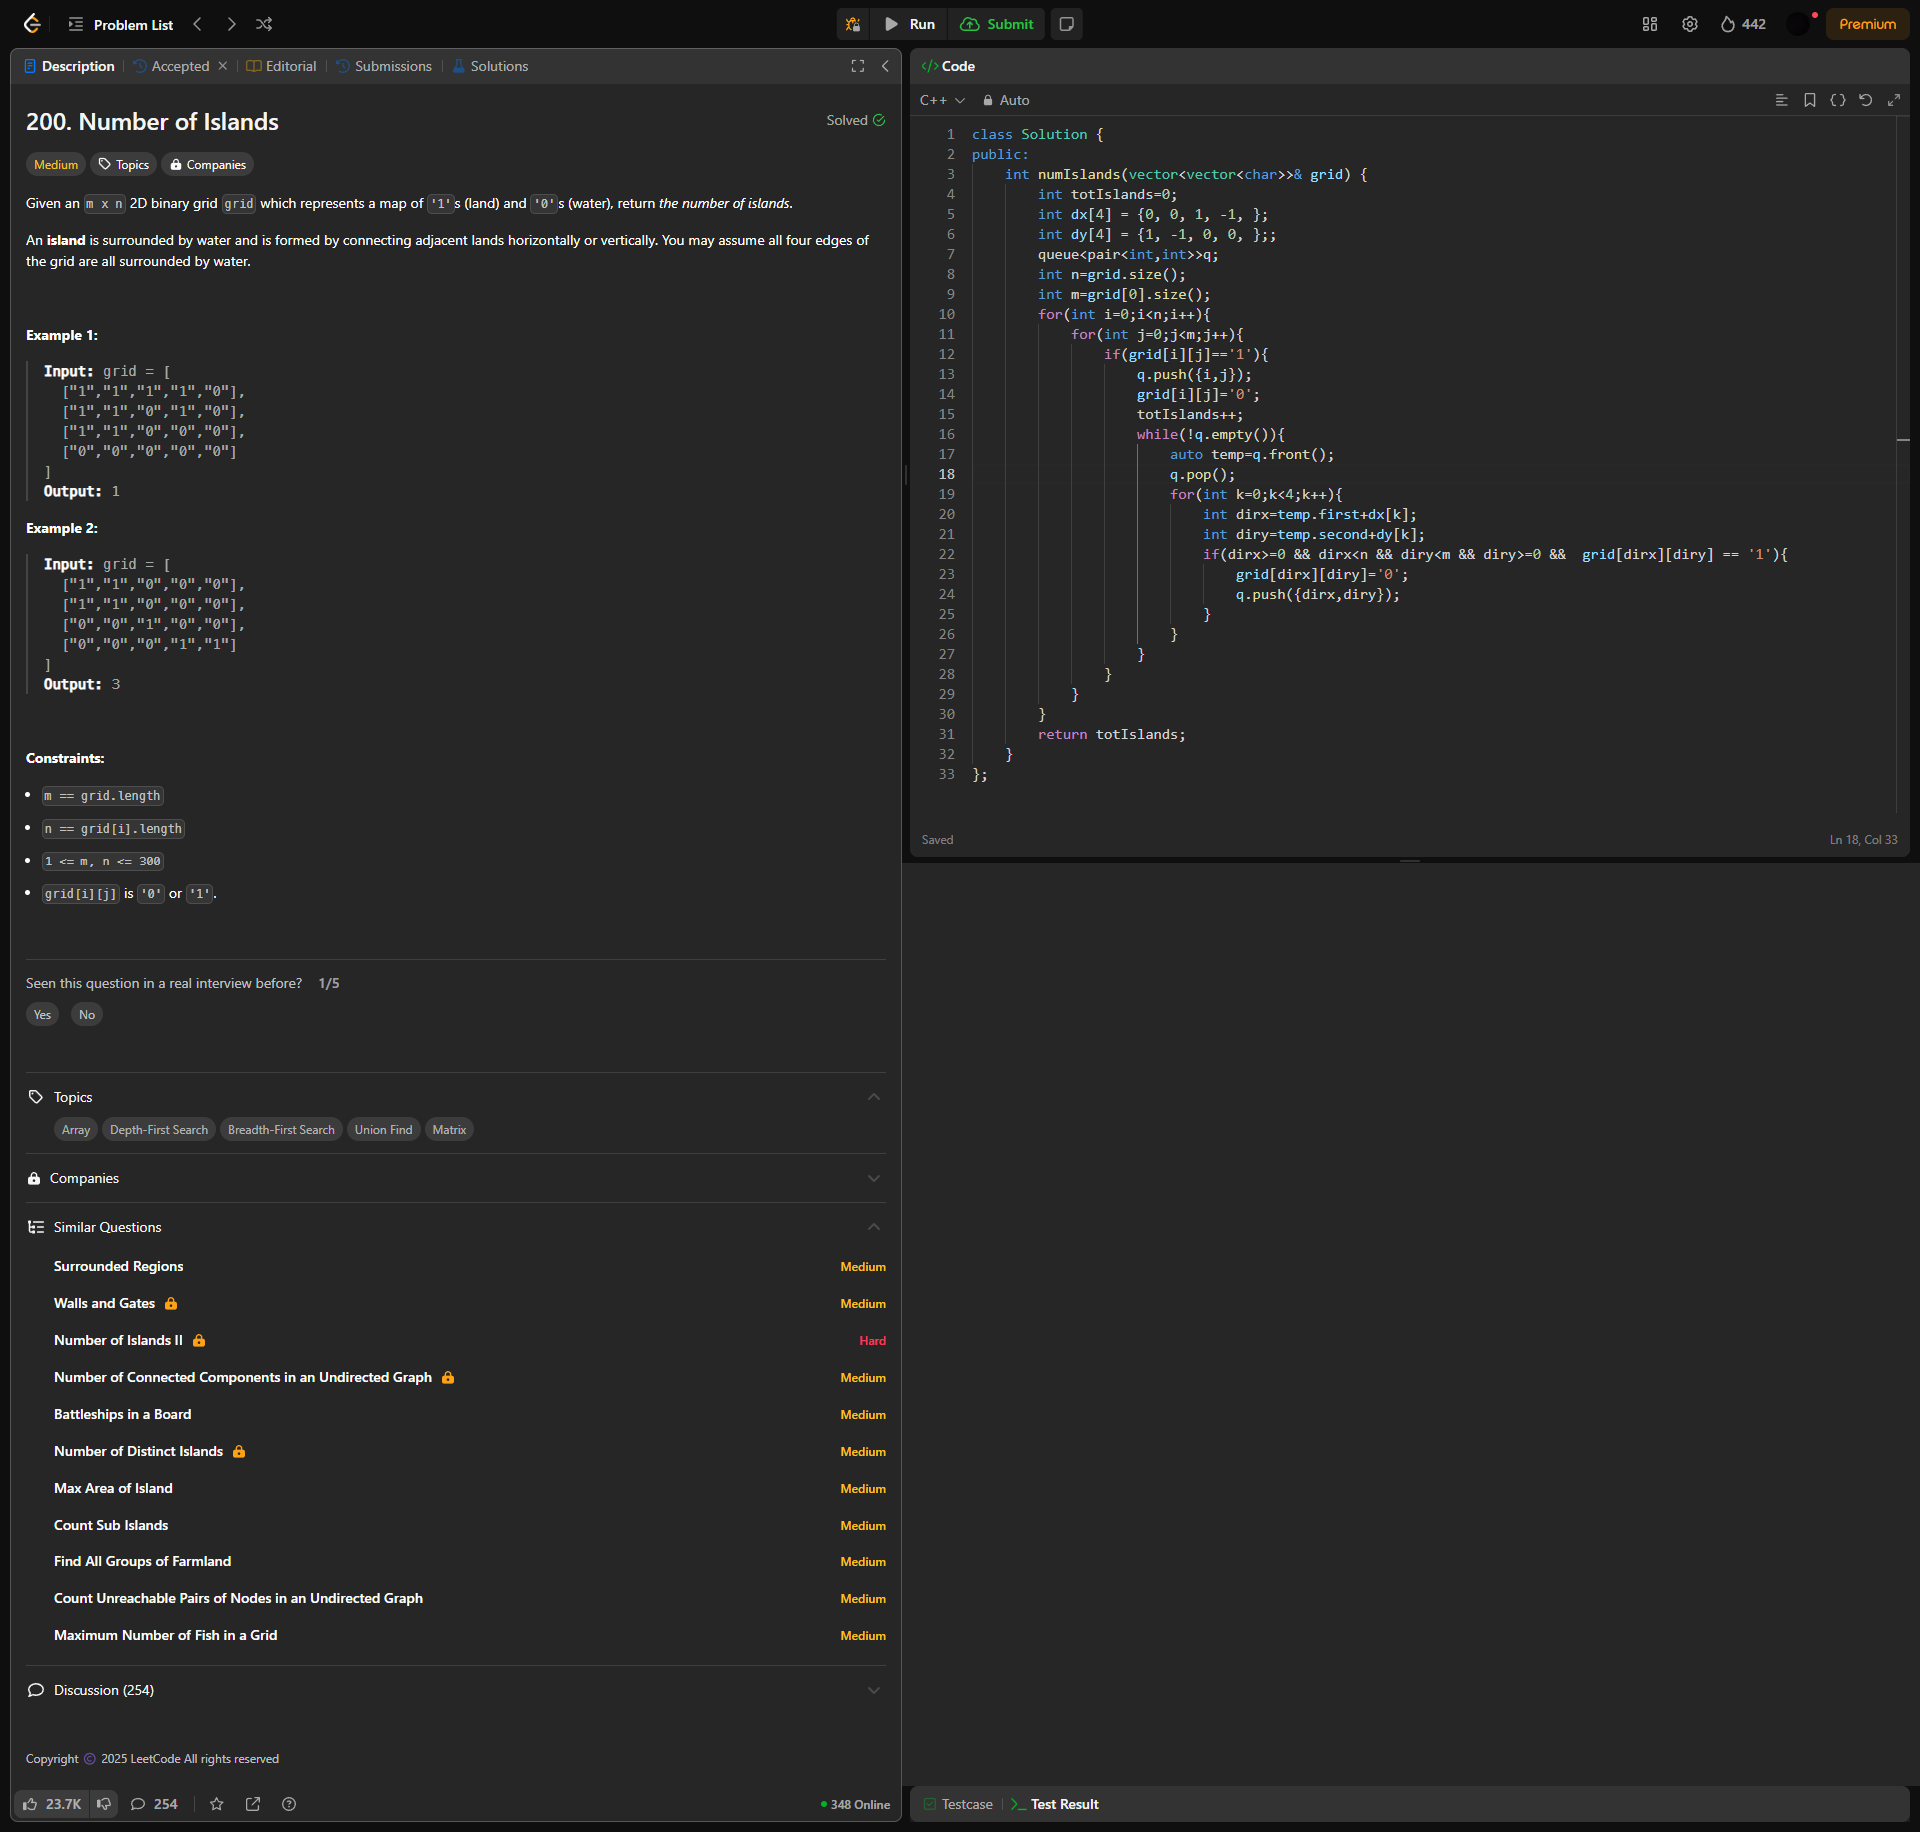 Problem List
Run
Submit
442
Premium
Description
Accepted
Editorial
Submissions
Solutions
200. Number of Islands
Solved
Medium
Topics
Companies
Given an m x n 2D binary grid grid which represents a map of '1's (land) and '0's (water), return the number of islands.
An island is surrounded by water and is formed by connecting adjacent lands horizontally or vertically. You may assume all four edges of
the grid are all surrounded by water.
Example 1:
Input: grid = [
["1","1","1","1","0"],
["1","1","0","1","0"],
["1","1","0","0","0"],
["0","0","0","0","0"]
]
Output: 1
Example 2:
Input: grid = [
["1","1","0","0","0"],
["1","1","0","0","0"],
["0","0","1","0","0"],
["0","0","0","1","1"]
]
Output: 3
Constraints:
m == grid.length
n == grid[i].length
1 <= m, n <= 300
grid[i][j] is '0' or '1'.
Seen this question in a real interview before? 1/5
Yes
No
Topics
Array
Depth-First Search
Breadth-First Search
Union Find
Matrix
Companies
Similar Questions
Surrounded Regions Medium
Walls and Gates Medium
Number of Islands II Hard
Number of Connected Components in an Undirected Graph Medium
Battleships in a Board Medium
Number of Distinct Islands Medium
Max Area of Island Medium
Count Sub Islands Medium
Find All Groups of Farmland Medium
Count Unreachable Pairs of Nodes in an Undirected Graph Medium
Maximum Number of Fish in a Grid Medium
Discussion (254)
Copyright © 2025 LeetCode All rights reserved
23.7K
254
348 Online
</> Code
C++
Auto
1 class Solution {
2 public:
3 int numIslands(vector<vector<char>>& grid) {
4 int totIslands=0;
5 int dx[4] = {0, 0, 1, -1, };
6 int dy[4] = {1, -1, 0, 0, };;
7 queue<pair<int,int>>q;
8 int n=grid.size();
9 int m=grid[0].size();
10 for(int i=0;i<n;i++){
11 for(int j=0;j<m;j++){
12 if(grid[i][j]=='1'){
13 q.push({i,j});
14 grid[i][j]='0';
15 totIslands++;
16 while(!q.empty()){
17 auto temp=q.front();
18 q.pop();
19 for(int k=0;k<4;k++){
20 int dirx=temp.first+dx[k];
21 int diry=temp.second+dy[k];
22 if(dirx>=0 && dirx<n && diry<m && diry>=0 &&  grid[dirx][diry] == '1'){
23 grid[dirx][diry]='0';
24 q.push({dirx,diry});
25 }
26 }
27 }
28 }
29 }
30 }
31 return totIslands;
32 }
33 };
Saved
Ln 18, Col 33
Testcase
Test Result